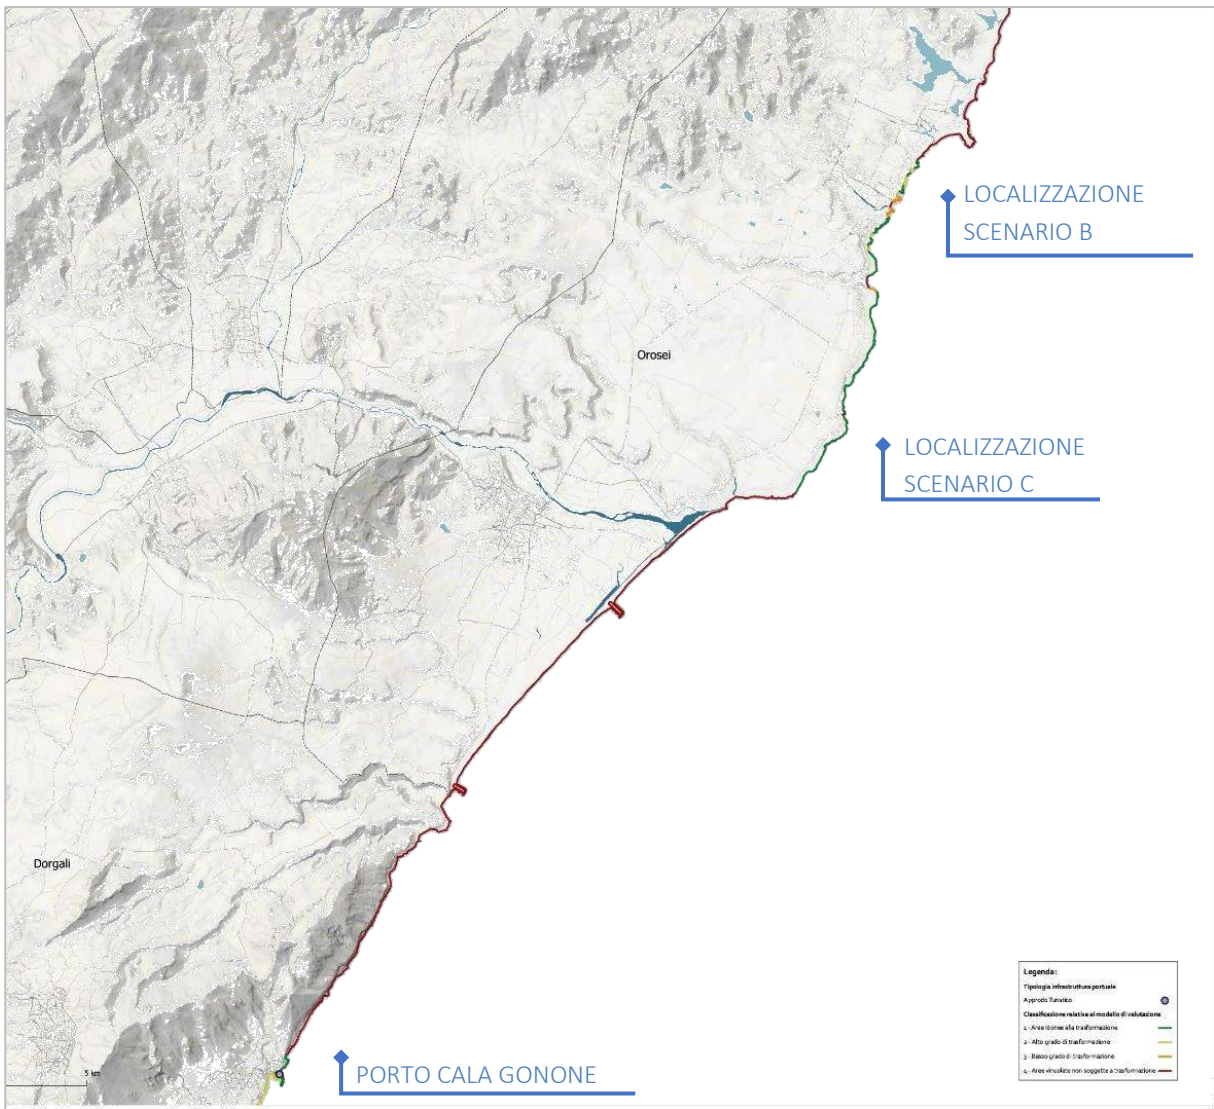 LOCALIZZAZIONE
SCENARIO B
Orosei
LOCALIZZAZIONE
SCENARIO C
Dorgali
Legenda:
Tipologia infrastruttura portuale
Approdo Turistico
Classificazione relative al modello di valutazione
1 - Aree idonee alla trasformazione
2 - Alto grado di trasformazione
3 - Basso grado di trasformazione
4 - Aree vincolate non soggette a trasformazione
5 km
PORTO CALA GONONE